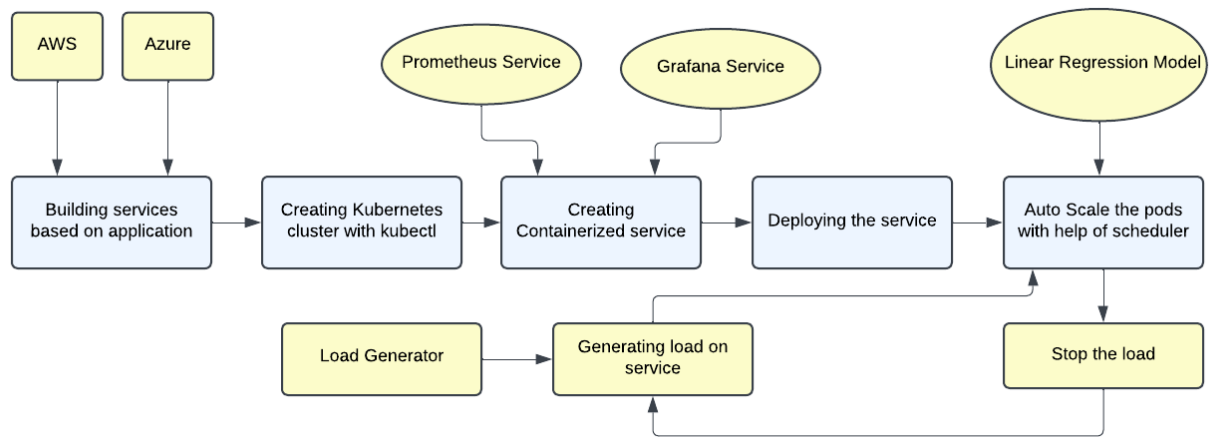 AWS
Azure
Prometheus Service
Grafana Service
Linear Regression Model
Building services
based on application
Creating Kubernetes
cluster with kubectl
Creating
Containerized service
Deploying the service
Auto Scale the pods
with help of scheduler
Load Generator
Generating load on
service
Stop the load